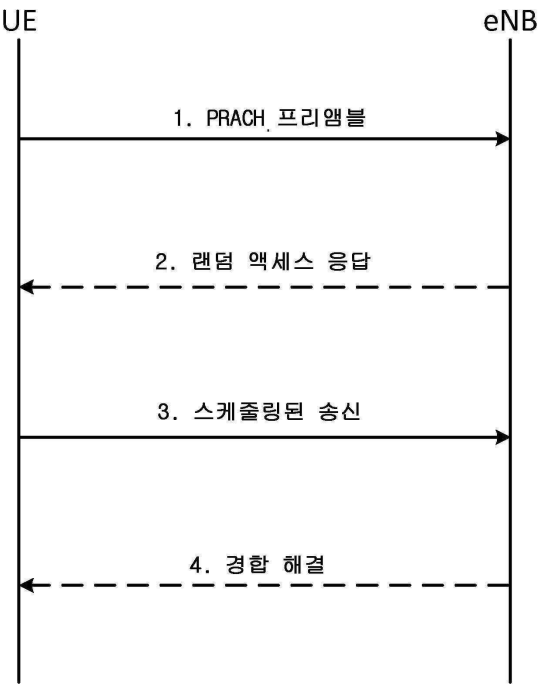 UE eNB
1. PRACH 프리앰블
2. 랜덤 액세스 응답
3. 스케줄링된 송신
4. 경합 해결